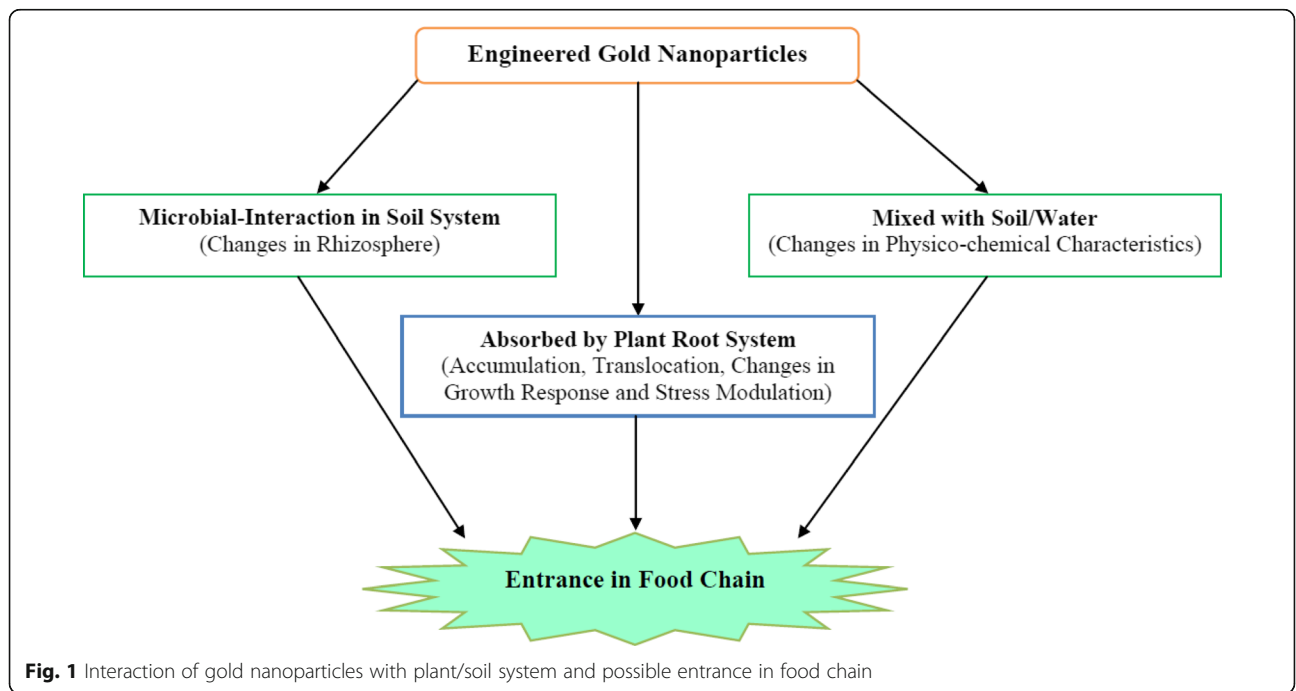 Engineered Gold Nanoparticles
Microbial-Interaction in Soil System
(Changes in Rhizosphere)
Mixed with Soil/Water
(Changes in Physico-chemical Characteristics)
Absorbed by Plant Root System
(Accumulation, Translocation, Changes in
Growth Response and Stress Modulation)
Entrance in Food Chain
Fig. 1 Interaction of gold nanoparticles with plant/soil system and possible entrance in food chain